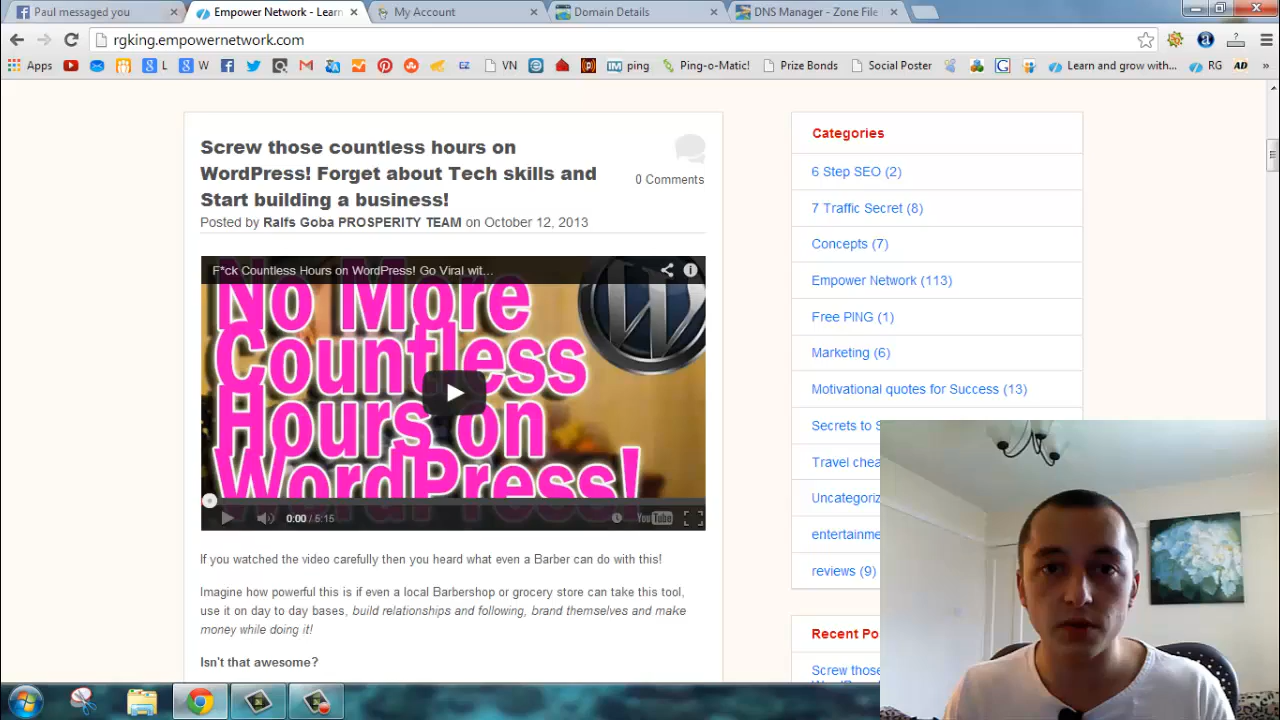 Paul messaged you
Empower Network - Learn
My Account
Domain Details
DNS Manager - Zone File
rgking.empowernetwork.com
Apps L W VN ping Ping-o-Matic! Prize Bonds Social Poster Learn and grow with... RG AD »
Screw those countless hours on
WordPress! Forget about Tech skills and
Start building a business!
0 Comments
Posted by Ralfs Goba PROSPERITY TEAM on October 12, 2013
F*ck Countless Hours on WordPress! Go Viral wit...
No More
Countless
Hours on
WordPress!
0:00 / 5:15
YouTube
If you watched the video carefully then you heard what even a Barber can do with this!
Imagine how powerful this is if even a local Barbershop or grocery store can take this tool,
use it on day to day bases, build relationships and following, brand themselves and make
money while doing it!
Isn't that awesome?
Categories
6 Step SEO (2)
7 Traffic Secret (8)
Concepts (7)
Empower Network (113)
Free PING (1)
Marketing (6)
Motivational quotes for Success (13)
Secrets to S
Travel chea
Uncategoriz
entertainme
reviews (9)
Recent Po
Screw those